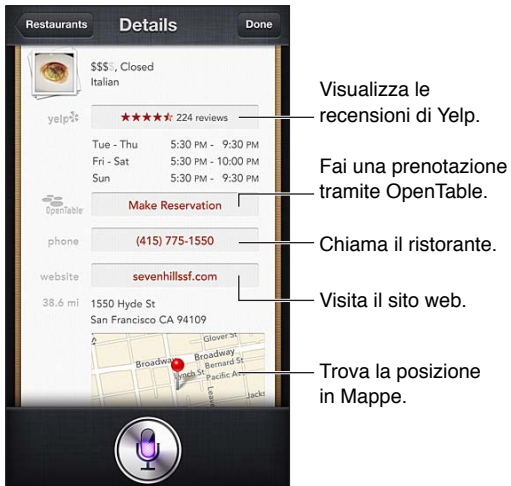 Restaurants Details Done
$$$$, Closed
Italian
yelp 224 reviews
Tue - Thu 5:30 PM - 9:30 PM
Fri - Sat 5:30 PM - 10:00 PM
Sun 5:30 PM - 9:30 PM
OpenTable Make Reservation
phone (415) 775-1550
website sevenhillssf.com
38.6 mi 1550 Hyde St
San Francisco CA 94109
Glover St
Broadway
Broadway
Bernard St
Lynch St
Pacific Ave
Leave
Jacks
Visualizza le
recensioni di Yelp.
Fai una prenotazione
tramite OpenTable.
Chiama il ristorante.
Visita il sito web.
Trova la posizione
in Mappe.